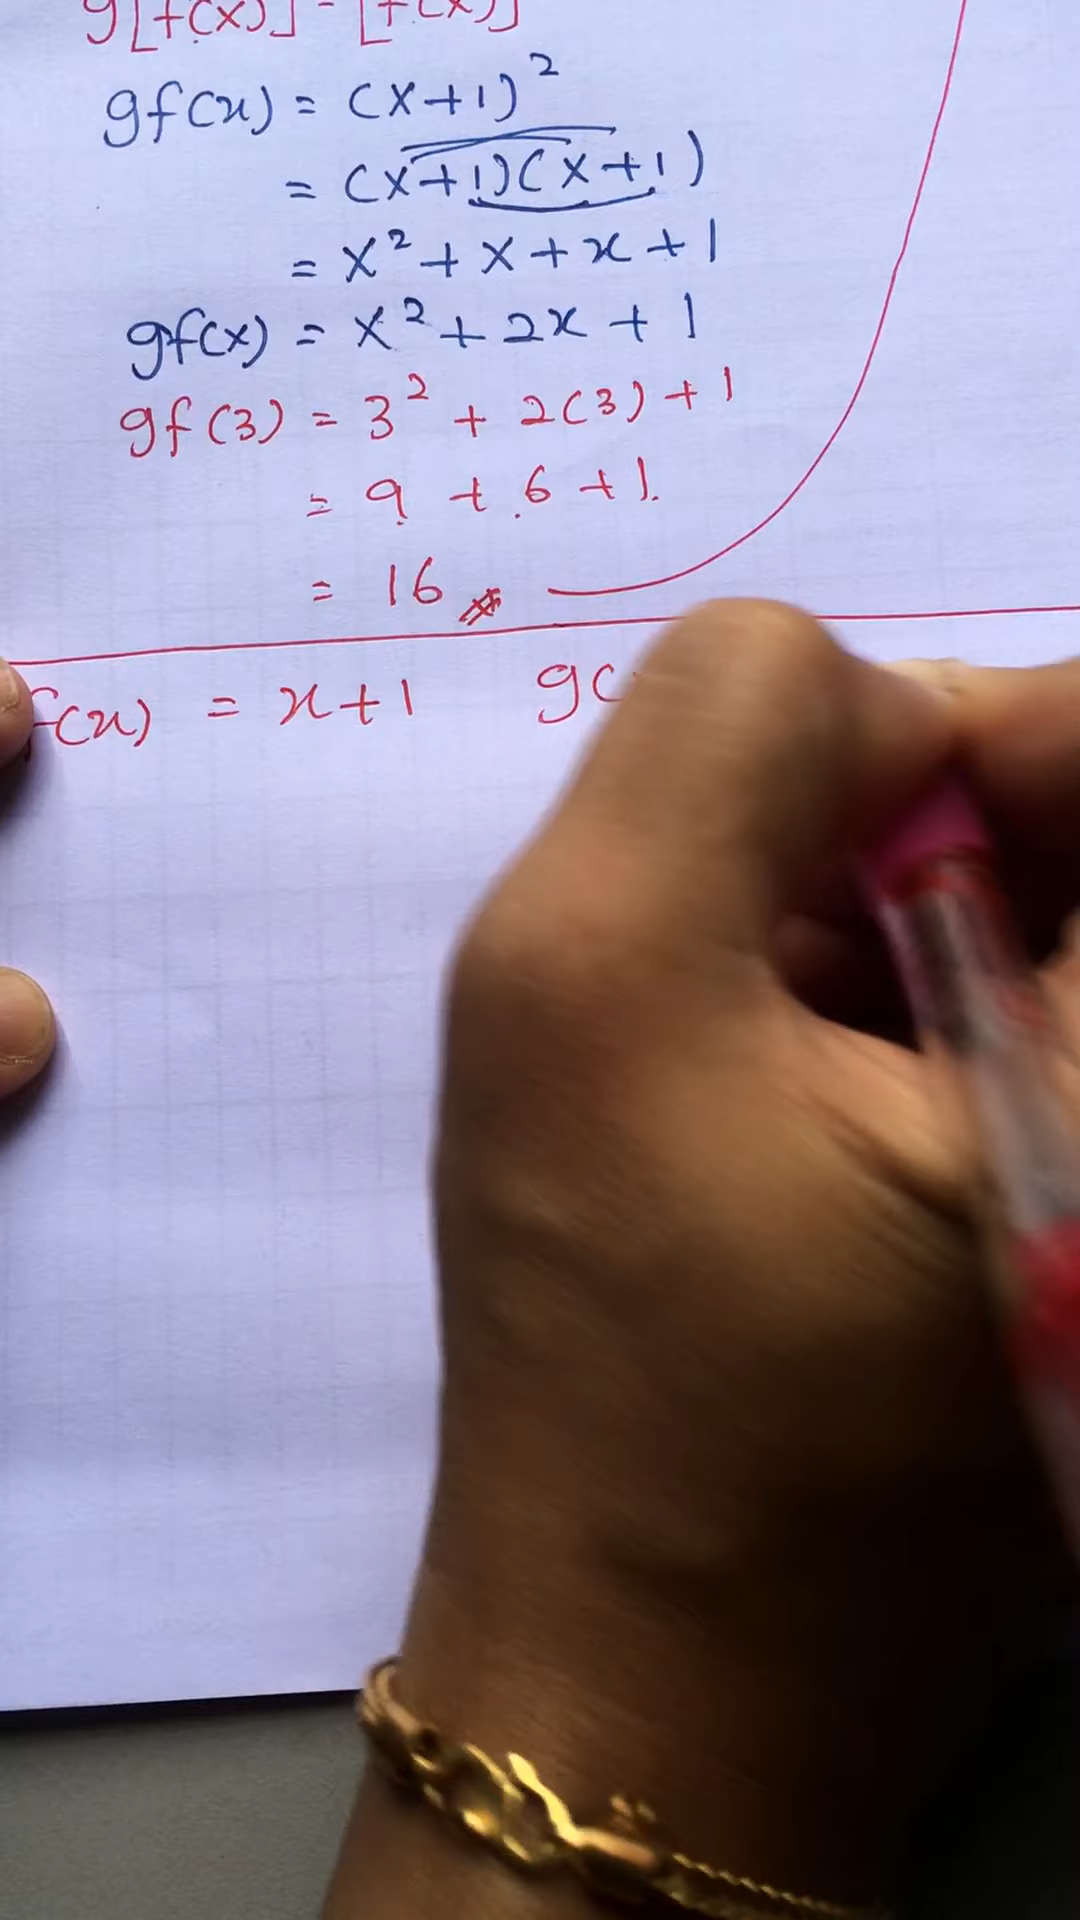 g[f(x)] = [f(x)]
gf(x) = (x+1)²
= (x+1)(x+1)
= x² + x + x + 1
gf(x) = x² + 2x + 1
gf(3) = 3² + 2(3) + 1
= 9 + 6 + 1
= 16
f(x) = x+1 g(